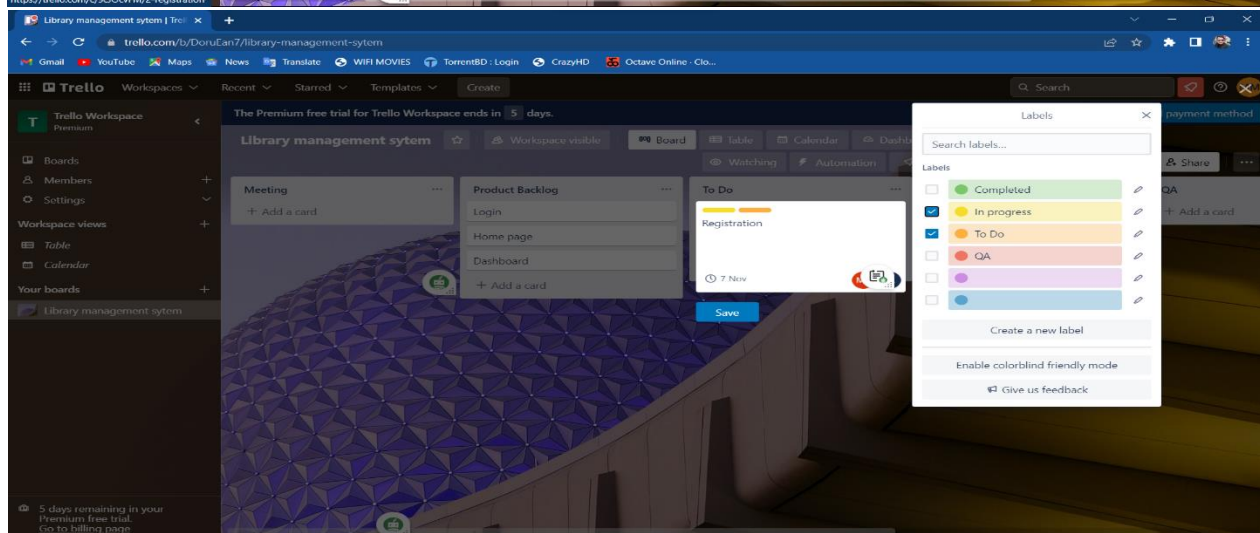 https://trello.com/c/
2-registration
Library management sytem | Trel
trello.com/b/DoruEan7/library-management-sytem
Gmail YouTube Maps News Translate WIFI MOVIES TorrentBD : Login CrazyHD Octave Online · Clo...
Trello Workspaces Recent Starred Templates Create Search
T Trello Workspace
Premium
The Premium free trial for Trello Workspace ends in 5 days.
payment method
Library management sytem Workspace visible Board Table Calendar Dashb
Watching Automation
Share
Boards
Members
Settings
Workspace views
Table
Calendar
Your boards
Library management sytem
5 days remaining in your
Premium free trial.
Go to billing page
Meeting
+ Add a card
Product Backlog
Login
Home page
Dashboard
+ Add a card
To Do
Registration
7 Nov
Save
QA
+ Add a card
Labels
Search labels...
Labels
Completed
In progress
To Do
QA
Create a new label
Enable colorblind friendly mode
Give us feedback